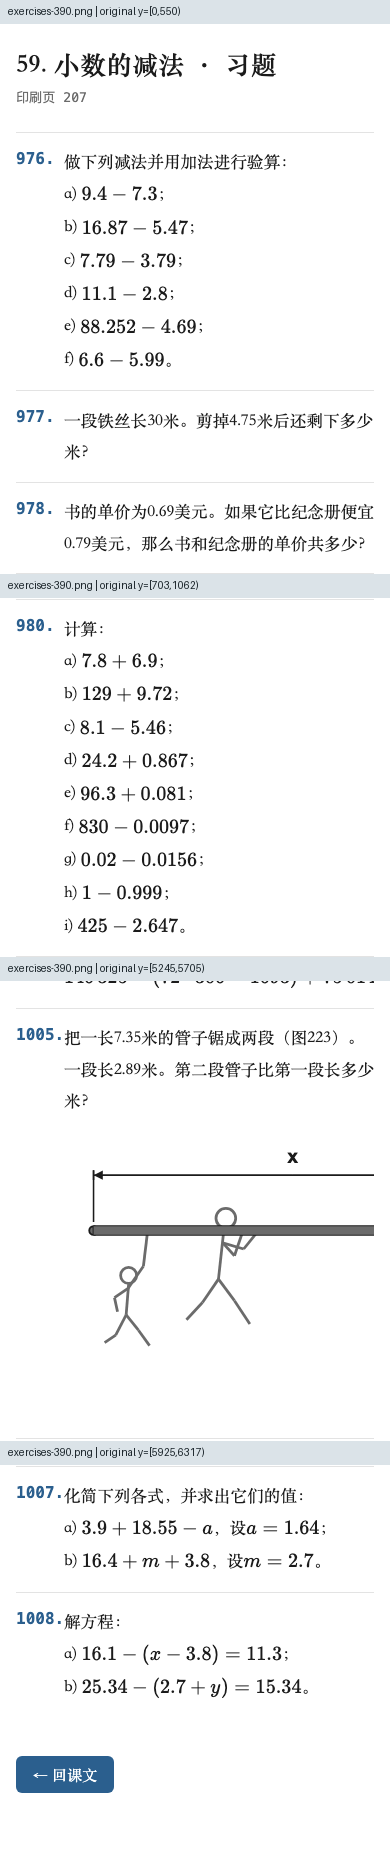 exercises-390.png | original y=[0,550)
59. 小数的减法 · 习题
印刷页 207
976. 做下列减法并用加法进行验算：
a) 9.4 − 7.3；
b) 16.87 − 5.47；
c) 7.79 − 3.79；
d) 11.1 − 2.8；
e) 88.252 − 4.69；
f) 6.6 − 5.99。
977. 一段铁丝长30米。剪掉4.75米后还剩下多少
米？
978. 书的单价为0.69美元。如果它比纪念册便宜
0.79美元，那么书和纪念册的单价共多少？
exercises-390.png | original y=[703,1062)
980. 计算：
a) 7.8 + 6.9；
b) 129 + 9.72；
c) 8.1 − 5.46；
d) 24.2 + 0.867；
e) 96.3 + 0.081；
f) 830 − 0.0097；
g) 0.02 − 0.0156；
h) 1 − 0.999；
i) 425 − 2.647。
exercises-390.png | original y=[5245,5705)
1005. 把一长7.35米的管子锯成两段（图223）。
一段长2.89米。第二段管子比第一段长多少
米？
x
exercises-390.png | original y=[5925,6317)
1007. 化简下列各式，并求出它们的值：
a) 3.9 + 18.55 − a，设a = 1.64；
b) 16.4 + m + 3.8，设m = 2.7。
1008. 解方程：
a) 16.1 − (x − 3.8) = 11.3；
b) 25.34 − (2.7 + y) = 15.34。
← 回课文